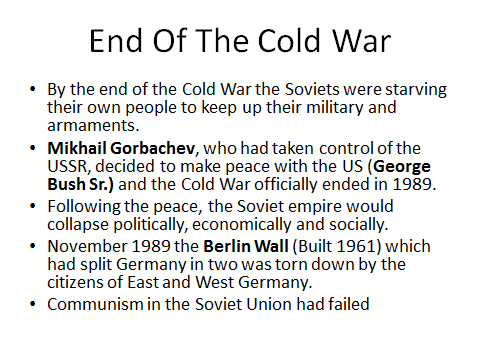 End Of The Cold War
• By the end of the Cold War the Soviets were starving
their own people to keep up their military and
armaments.
• Mikhail Gorbachev, who had taken control of the
USSR, decided to make peace with the US (George
Bush Sr.) and the Cold War officially ended in 1989.
• Following the peace, the Soviet empire would
collapse politically, economically and socially.
• November 1989 the Berlin Wall (Built 1961) which
had split Germany in two was torn down by the
citizens of East and West Germany.
• Communism in the Soviet Union had failed